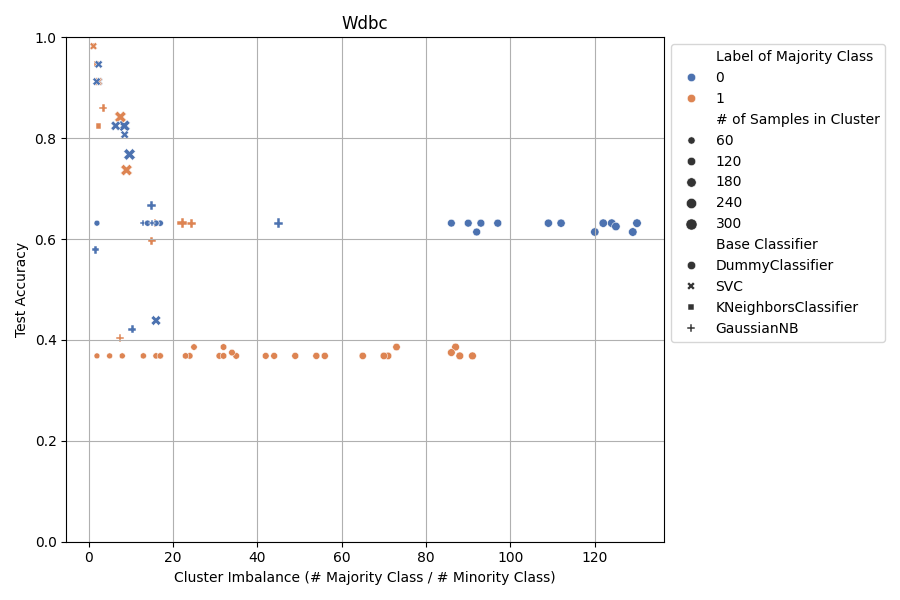 Wdbc
1.0
0.8
0.6
0.4
0.2
0.0
Test Accuracy
0 20 40 60 80 100 120
Cluster Imbalance (# Majority Class / # Minority Class)
Label of Majority Class
0
1
# of Samples in Cluster
60
120
180
240
300
Base Classifier
DummyClassifier
SVC
KNeighborsClassifier
GaussianNB